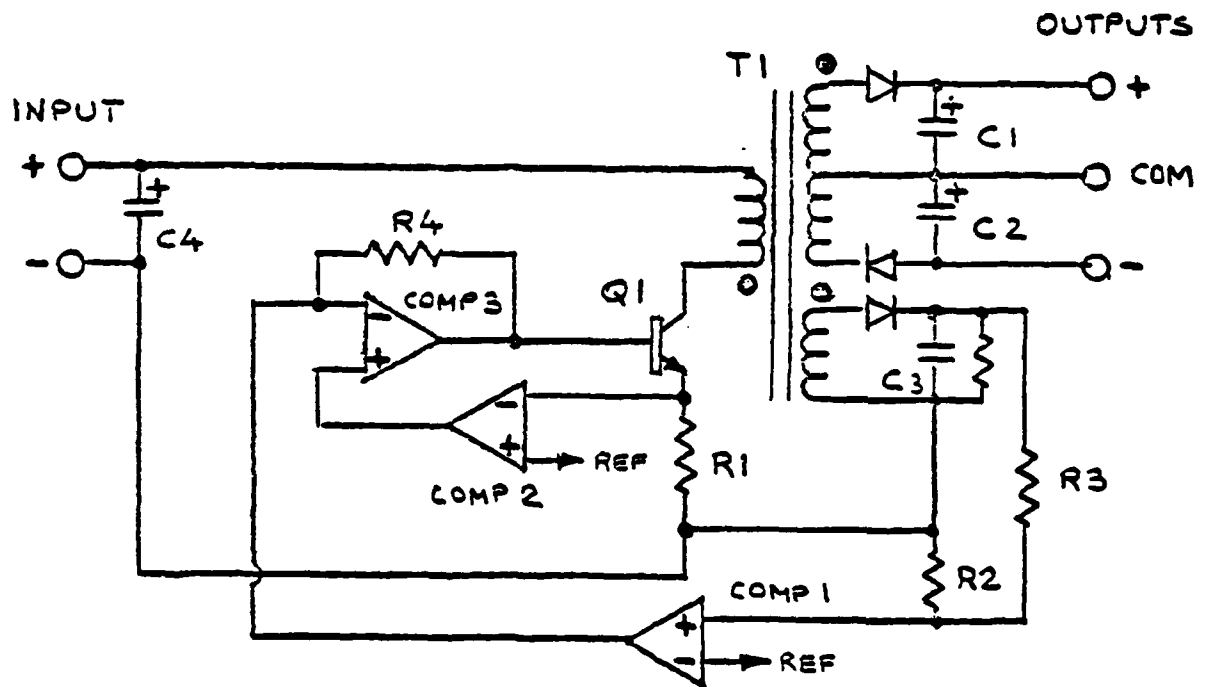 OUTPUTS
T1
+
INPUT
C1
+
+
COM
+
+
C2
R4
C4
-
-
Q1
COMP 3
-
+
C3
-
+
REF
R1
R3
COMP 2
R2
COMP 1
+
-
REF